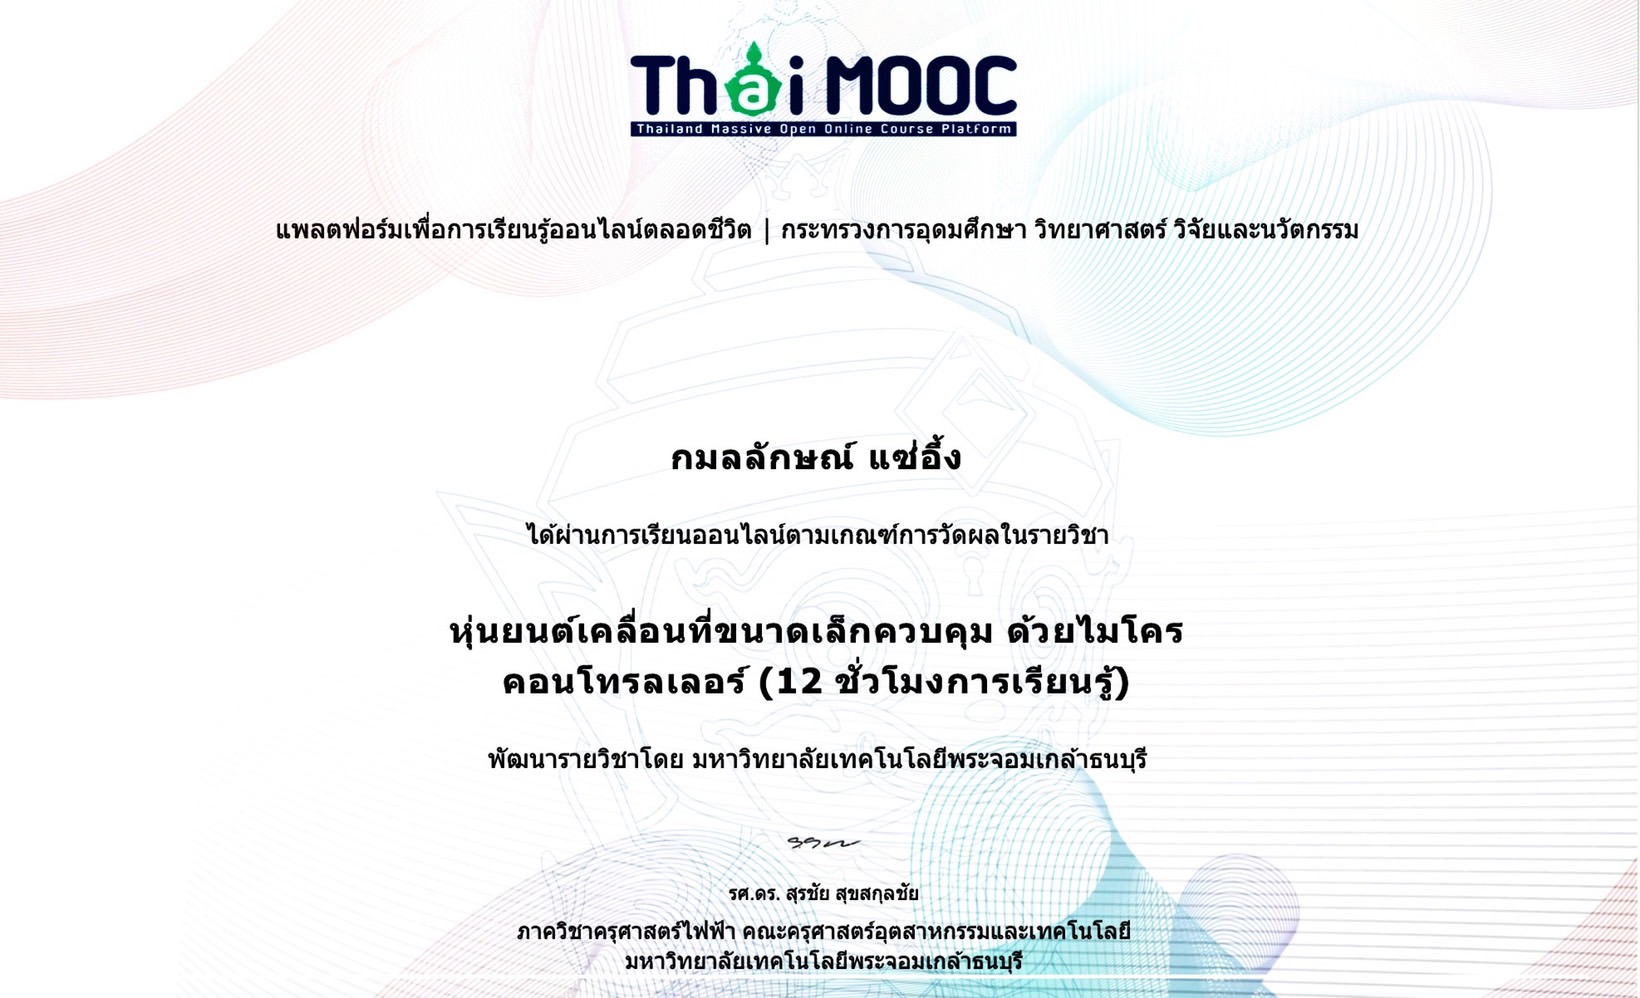 Thai MOOC
Thailand Massive Open Online Course Platform
แพลตฟอร์มเพื่อการเรียนรู้ออนไลน์ตลอดชีวิต | กระทรวงการอุดมศึกษา วิทยาศาสตร์ วิจัยและนวัตกรรม
กมลลักษณ์ แซ่อึ้ง
ได้ผ่านการเรียนออนไลน์ตามเกณฑ์การวัดผลในรายวิชา
หุ่นยนต์เคลื่อนที่ขนาดเล็กควบคุม ด้วยไมโคร
คอนโทรลเลอร์ (12 ชั่วโมงการเรียนรู้)
พัฒนารายวิชาโดย มหาวิทยาลัยเทคโนโลยีพระจอมเกล้าธนบุรี
รศ.ดร. สุรชัย สุขสกุลชัย
ภาควิชาครุศาสตร์ไฟฟ้า คณะครุศาสตร์อุตสาหกรรมและเทคโนโลยี
มหาวิทยาลัยเทคโนโลยีพระจอมเกล้าธนบุรี